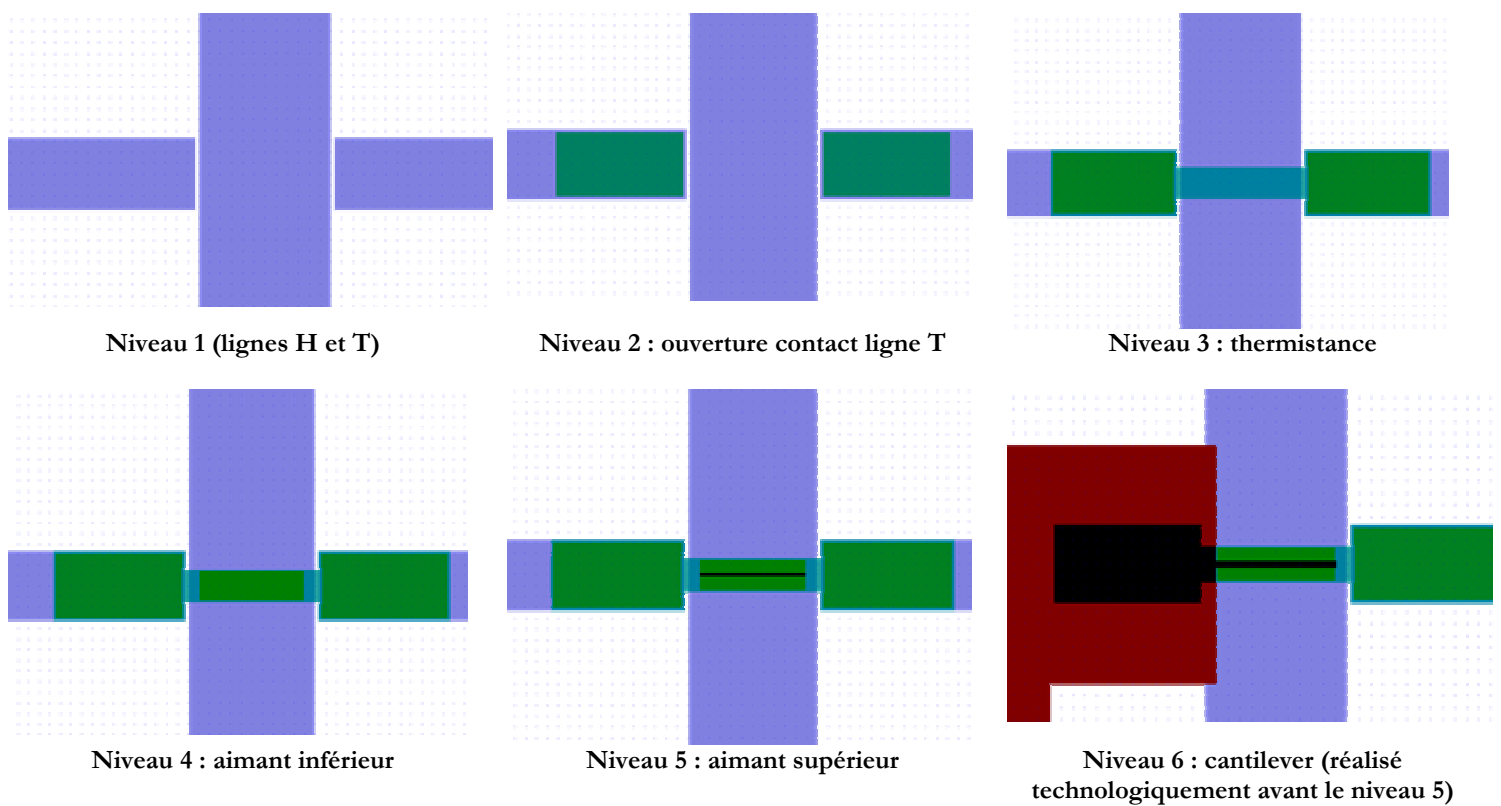 Niveau 1 (lignes H et T)
Niveau 2 : ouverture contact ligne T
Niveau 3 : thermistance
Niveau 4 : aimant inférieur
Niveau 5 : aimant supérieur
Niveau 6 : cantilever (réalisé
technologiquement avant le niveau 5)